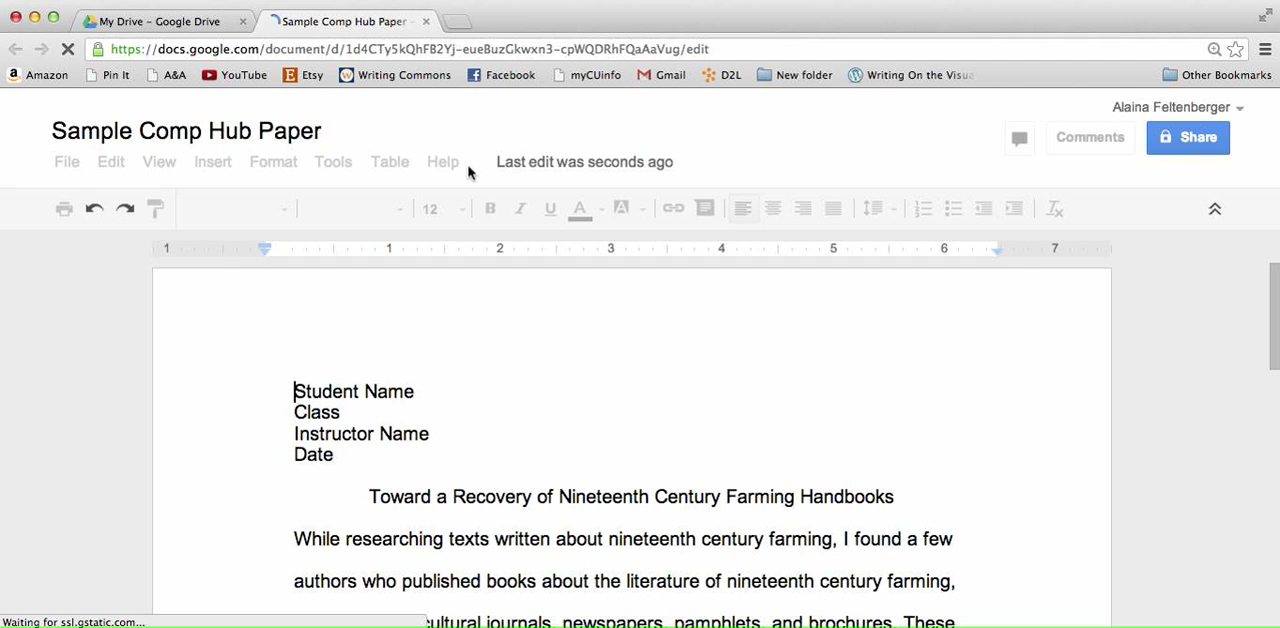 My Drive – Google Drive
Sample Comp Hub Paper
https://docs.google.com/document/d/1d4CTy5kQhFB2Yj-eueBuzGkwxn3-cpWQDRhFQaAaVug/edit
Amazon Pin It A&A YouTube Etsy Writing Commons Facebook myCUinfo Gmail D2L New folder Writing On the Visua Other Bookmarks
Alaina Feltenberger
Sample Comp Hub Paper
Comments Share
File Edit View Insert Format Tools Table Help Last edit was seconds ago
12 B I U A A
1 1 2 3 4 5 6 7
Student Name
Class
Instructor Name
Date
Toward a Recovery of Nineteenth Century Farming Handbooks
While researching texts written about nineteenth century farming, I found a few
authors who published books about the literature of nineteenth century farming,
cultural journals, newspapers, pamphlets, and brochures. These
Waiting for ssl.gstatic.com...